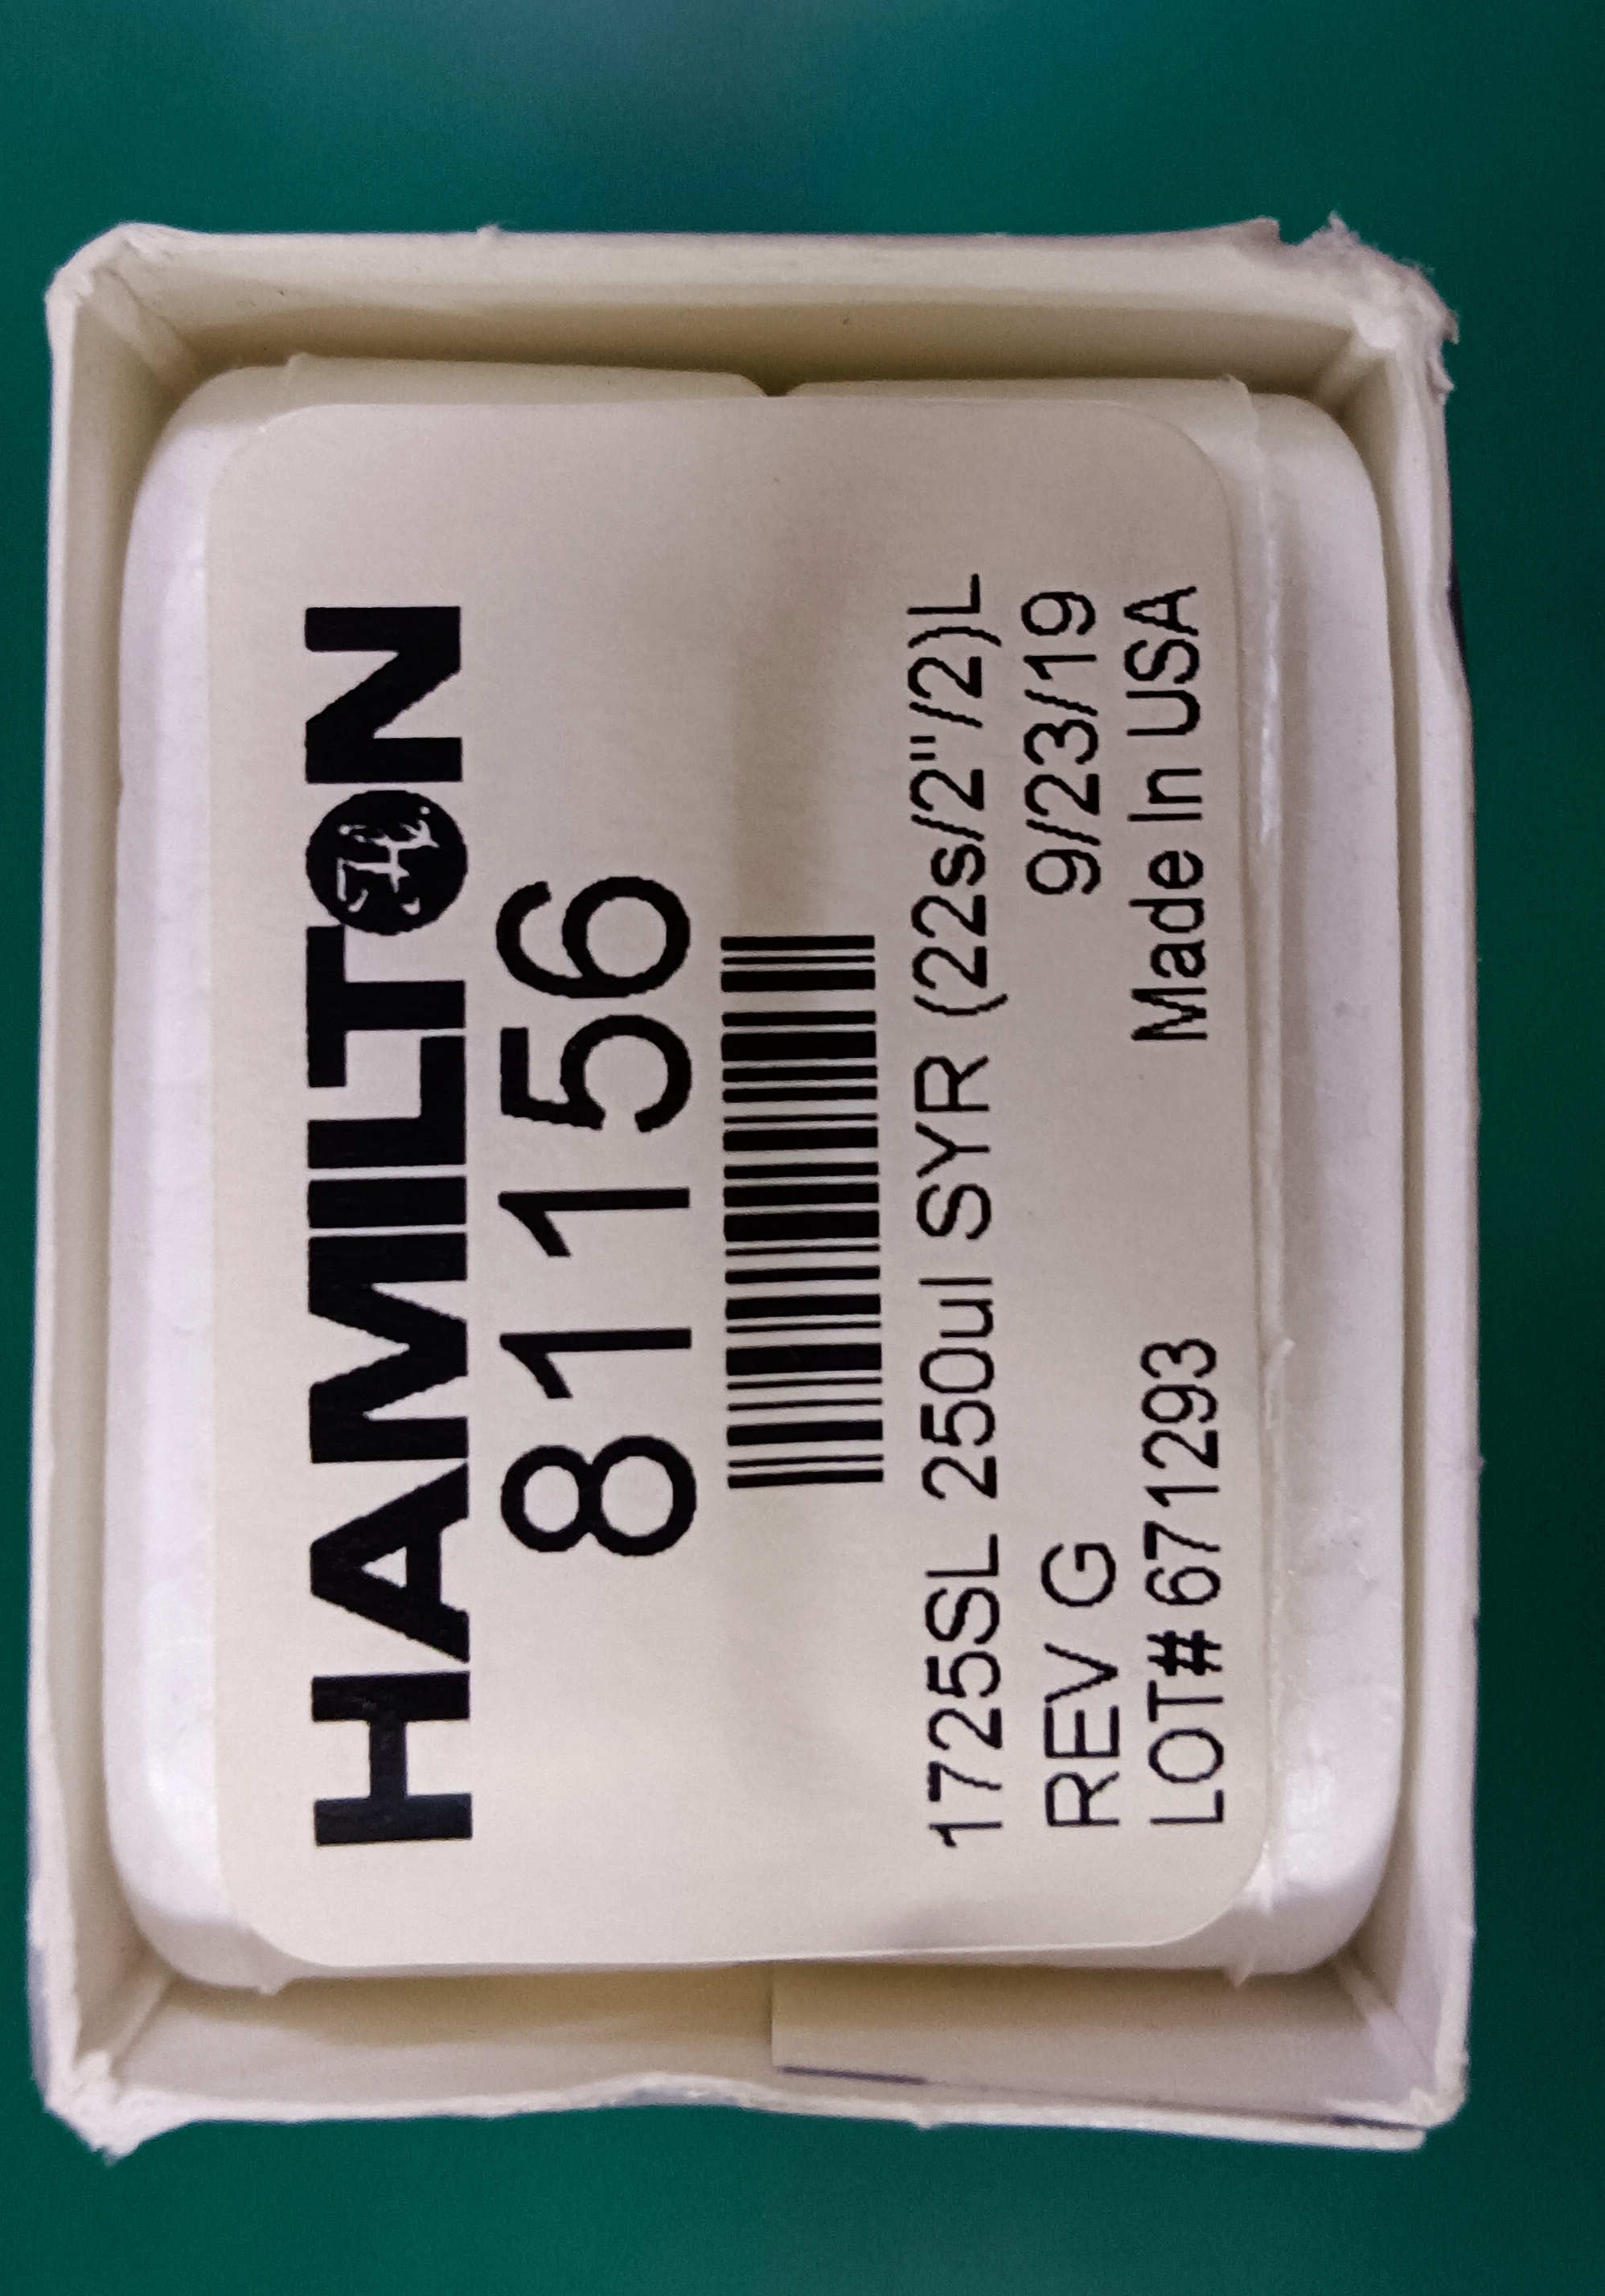 HAMILTON
81156
1725SL 250ul SYR (22s/2"/2)L
REV G 9/23/19
LOT# 671293 Made In USA